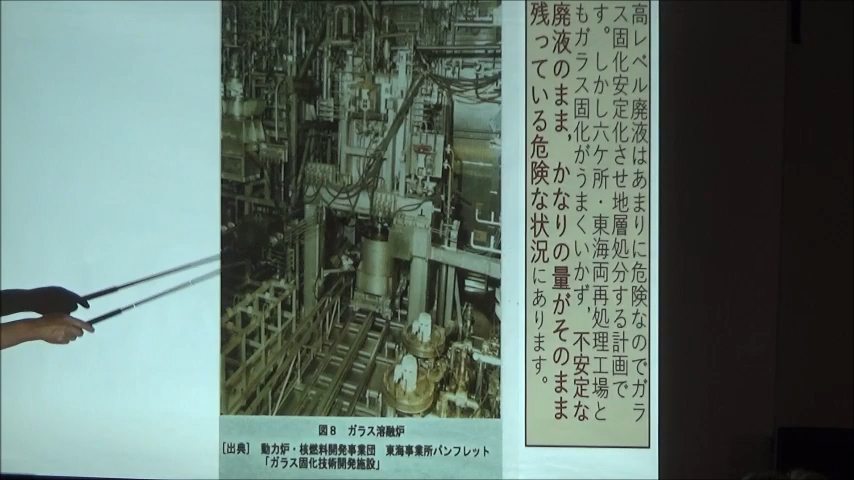 高レベル廃液はあまりに危険なのでガラ
ス固化安定化させ地層処分する計画で
す。しかし六ケ所・東海両再処理工場と
もガラス固化がうまくいかず，不安定な
廃液のまま，かなりの量がそのまま
残っている危険な状況にあります。
図８ ガラス溶融炉
［出典］ 動力炉・核燃料開発事業団 東海事業所パンフレット
「ガラス固化技術開発施設」